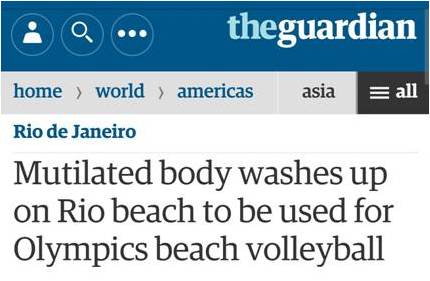 theguardian
home › world › americas asia all
Rio de Janeiro
Mutilated body washes up
on Rio beach to be used for
Olympics beach volleyball